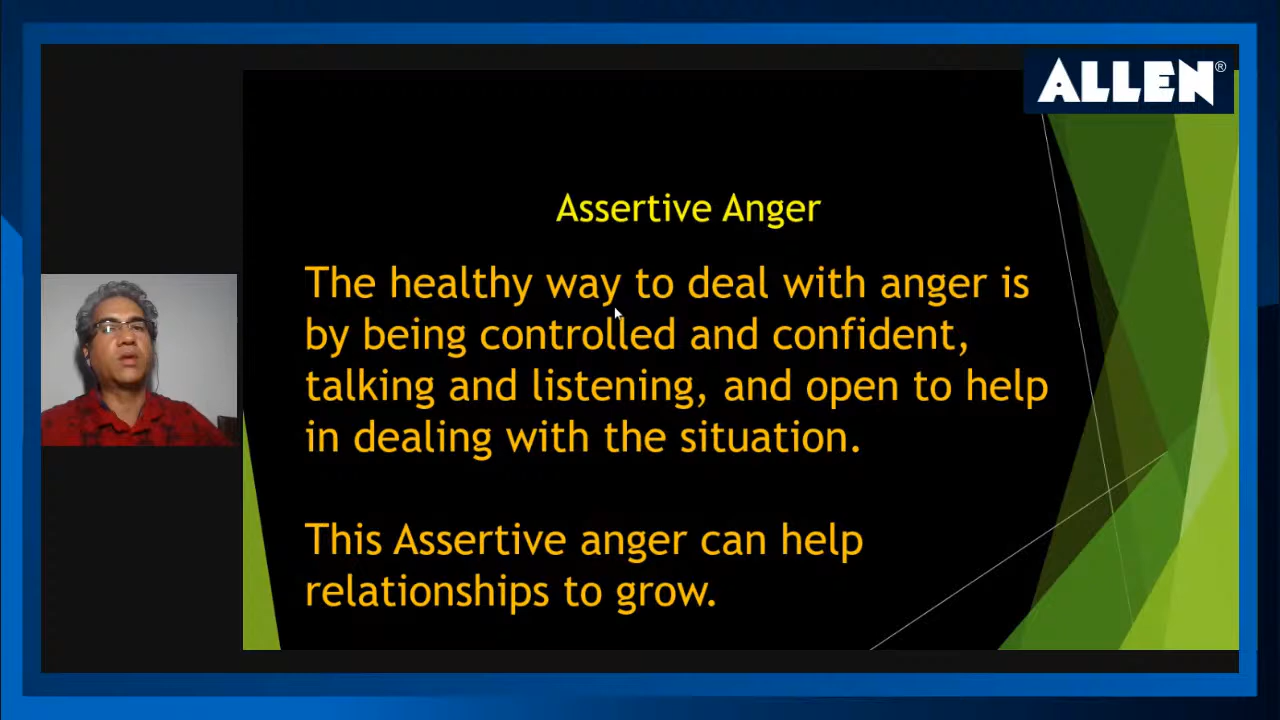 ALLEN®
Assertive Anger
The healthy way to deal with anger is
by being controlled and confident,
talking and listening, and open to help
in dealing with the situation.
This Assertive anger can help
relationships to grow.